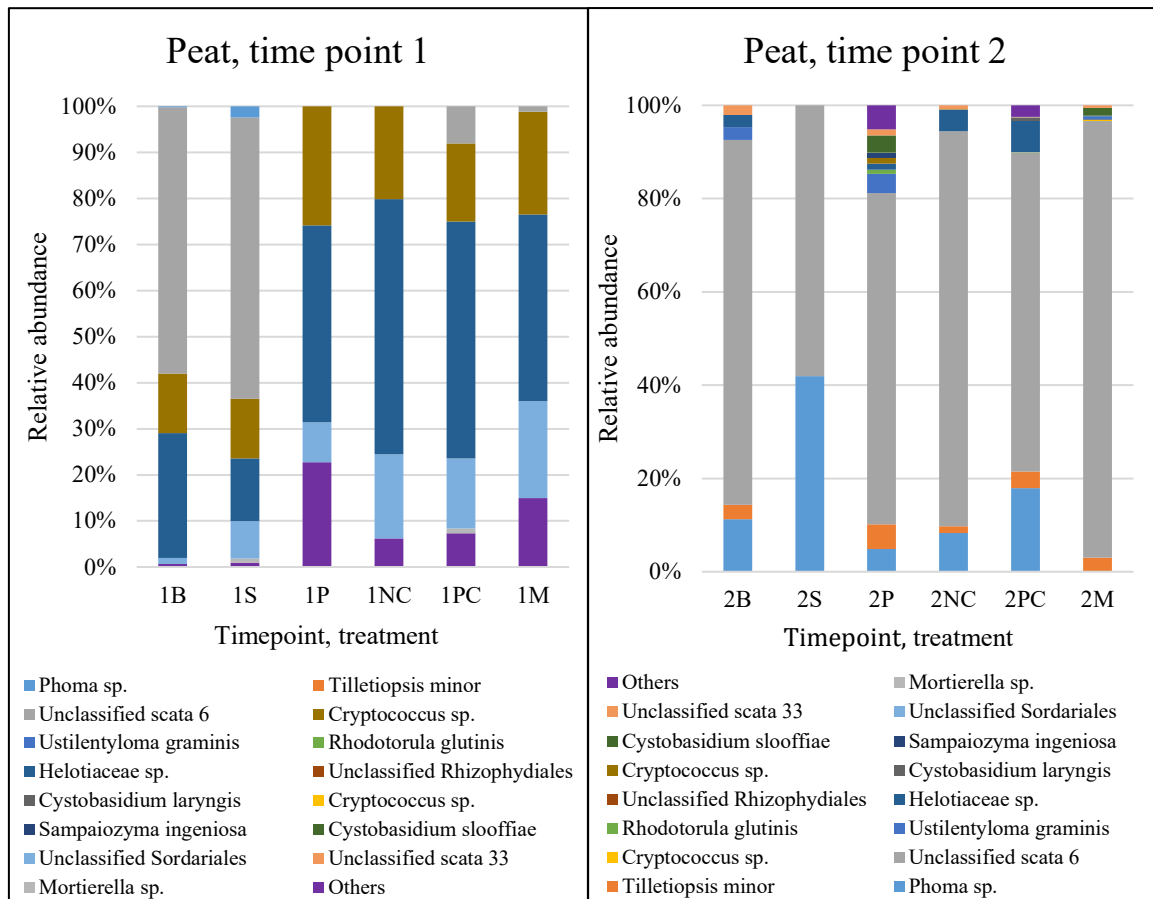 Peat, time point 1
100%
90%
80%
70%
60%
50%
40%
30%
20%
10%
0%
Relative abundance
1B 1S 1P 1NC 1PC 1M
Timepoint, treatment
Phoma sp. Tilletiopsis minor
Unclassified scata 6 Cryptococcus sp.
Ustilentyloma graminis Rhodotorula glutinis
Helotiaceae sp. Unclassified Rhizophydiales
Cystobasidium laryngis Cryptococcus sp.
Sampaiozyma ingeniosa Cystobasidium slooffiae
Unclassified Sordariales Unclassified scata 33
Mortierella sp. Others
Peat, time point 2
100%
80%
60%
40%
20%
0%
Relative abundance
2B 2S 2P 2NC 2PC 2M
Timepoint, treatment
Others Mortierella sp.
Unclassified scata 33 Unclassified Sordariales
Cystobasidium slooffiae Sampaiozyma ingeniosa
Cryptococcus sp. Cystobasidium laryngis
Unclassified Rhizophydiales Helotiaceae sp.
Rhodotorula glutinis Ustilentyloma graminis
Cryptococcus sp. Unclassified scata 6
Tilletiopsis minor Phoma sp.